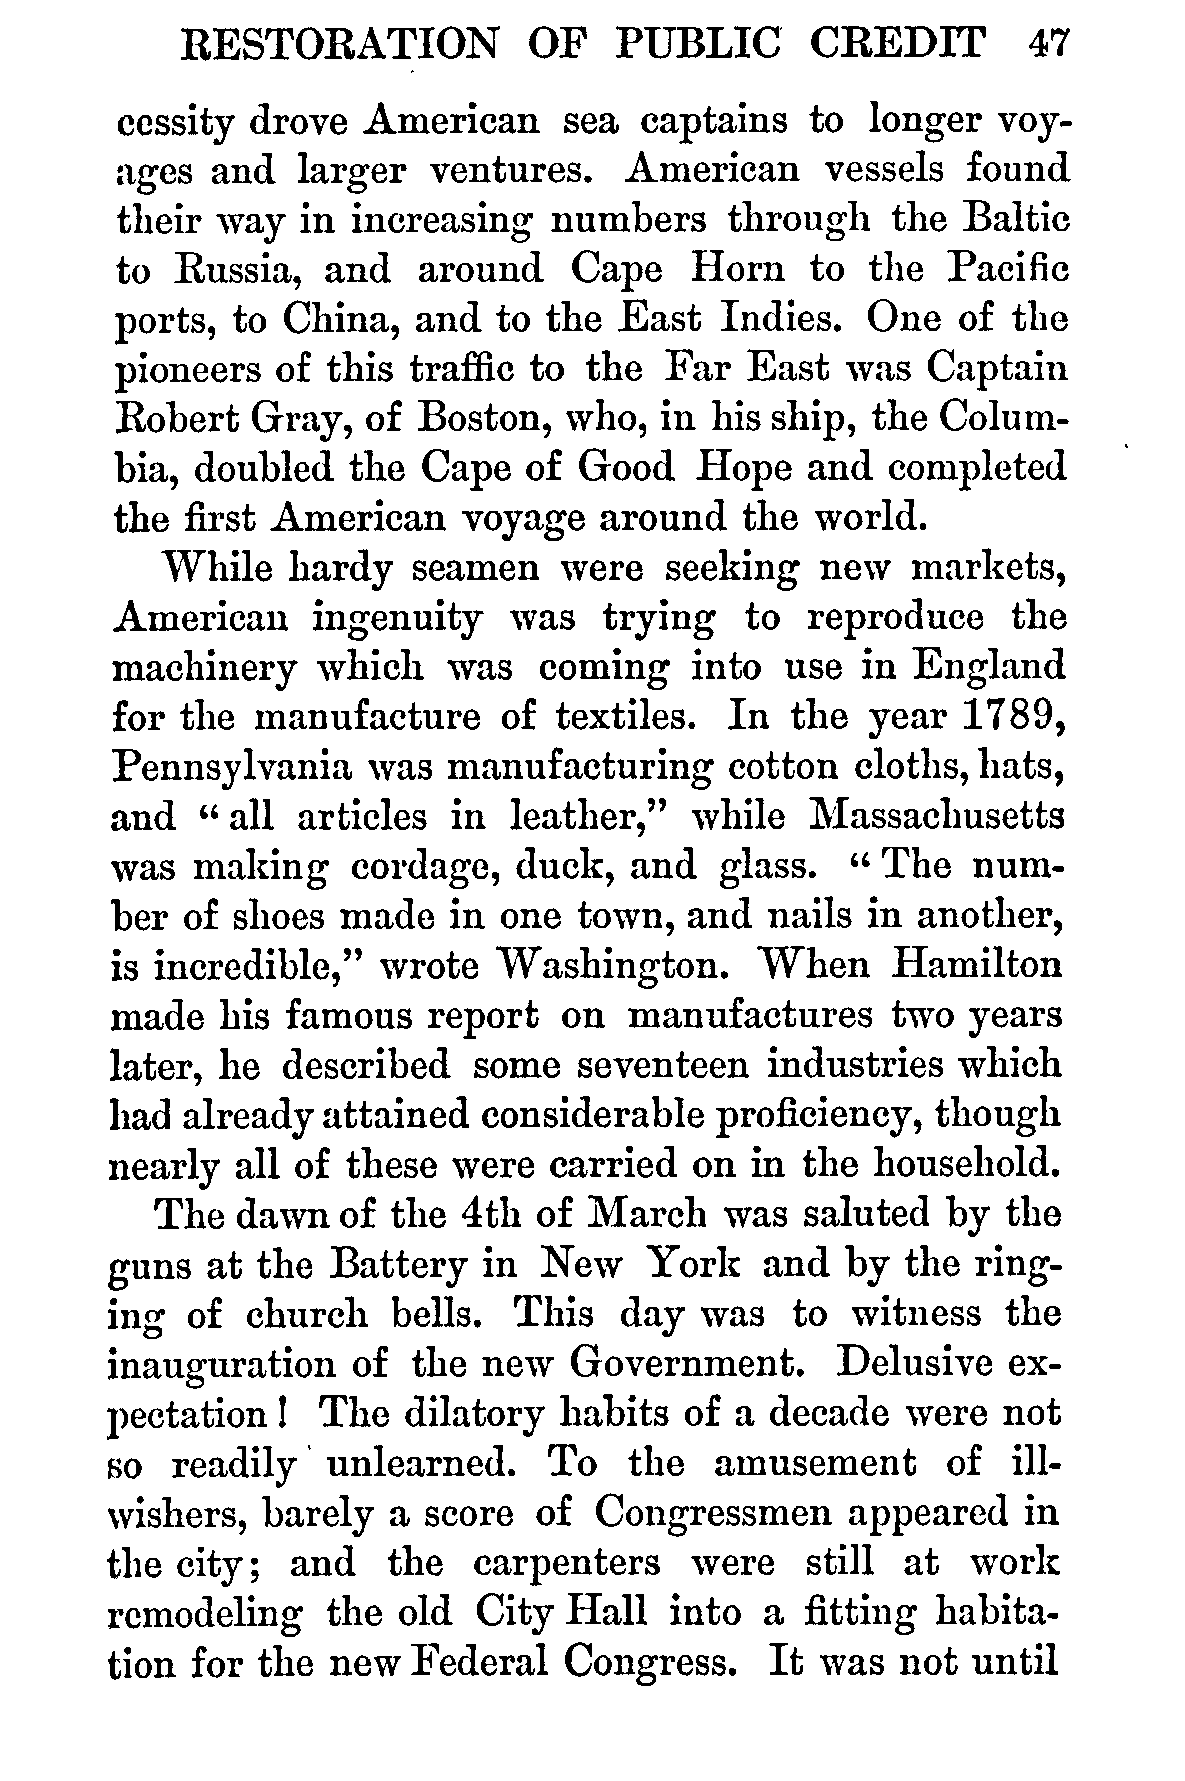 RESTORATION OF PUBLIC CREDIT 47
cessity drove American sea captains to longer voy-
ages and larger ventures. American vessels found
their way in increasing numbers through the Baltic
to Russia, and around Cape Horn to the Pacific
ports, to China, and to the East Indies. One of the
pioneers of this traffic to the Far East was Captain
Robert Gray, of Boston, who, in his ship, the Colum-
bia, doubled the Cape of Good Hope and completed
the first American voyage around the world.
While hardy seamen were seeking new markets,
American ingenuity was trying to reproduce the
machinery which was coming into use in England
for the manufacture of textiles. In the year 1789,
Pennsylvania was manufacturing cotton cloths, hats,
and “ all articles in leather,” while Massachusetts
was making cordage, duck, and glass. “ The num-
ber of shoes made in one town, and nails in another,
is incredible,” wrote Washington. When Hamilton
made his famous report on manufactures two years
later, he described some seventeen industries which
had already attained considerable proficiency, though
nearly all of these were carried on in the household.
The dawn of the 4th of March was saluted by the
guns at the Battery in New York and by the ring-
ing of church bells. This day was to witness the
inauguration of the new Government. Delusive ex-
pectation! The dilatory habits of a decade were not
so readily unlearned. To the amusement of ill-
wishers, barely a score of Congressmen appeared in
the city; and the carpenters were still at work
remodeling the old City Hall into a fitting habita-
tion for the new Federal Congress. It was not until